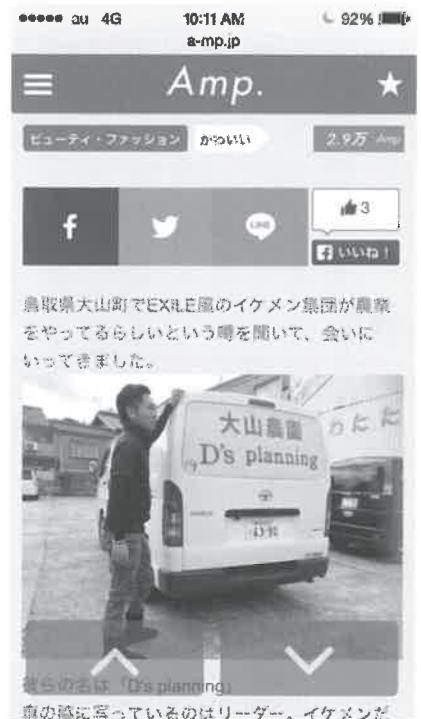 au 4G 10:11 AM 92%
a-mp.jp
Amp.
ビューティ・ファッション かわいい 2.9万 Amp
f LINE 3
f いいね！
鳥取県大山町でEXILE風のイケメン集団が農業
をやってるらしいという噂を聞いて、会いに
いってきました。
大山農園
D's planning
彼らの名は「D's planning」
車の前に写っているのはリーダー、イケメンだ